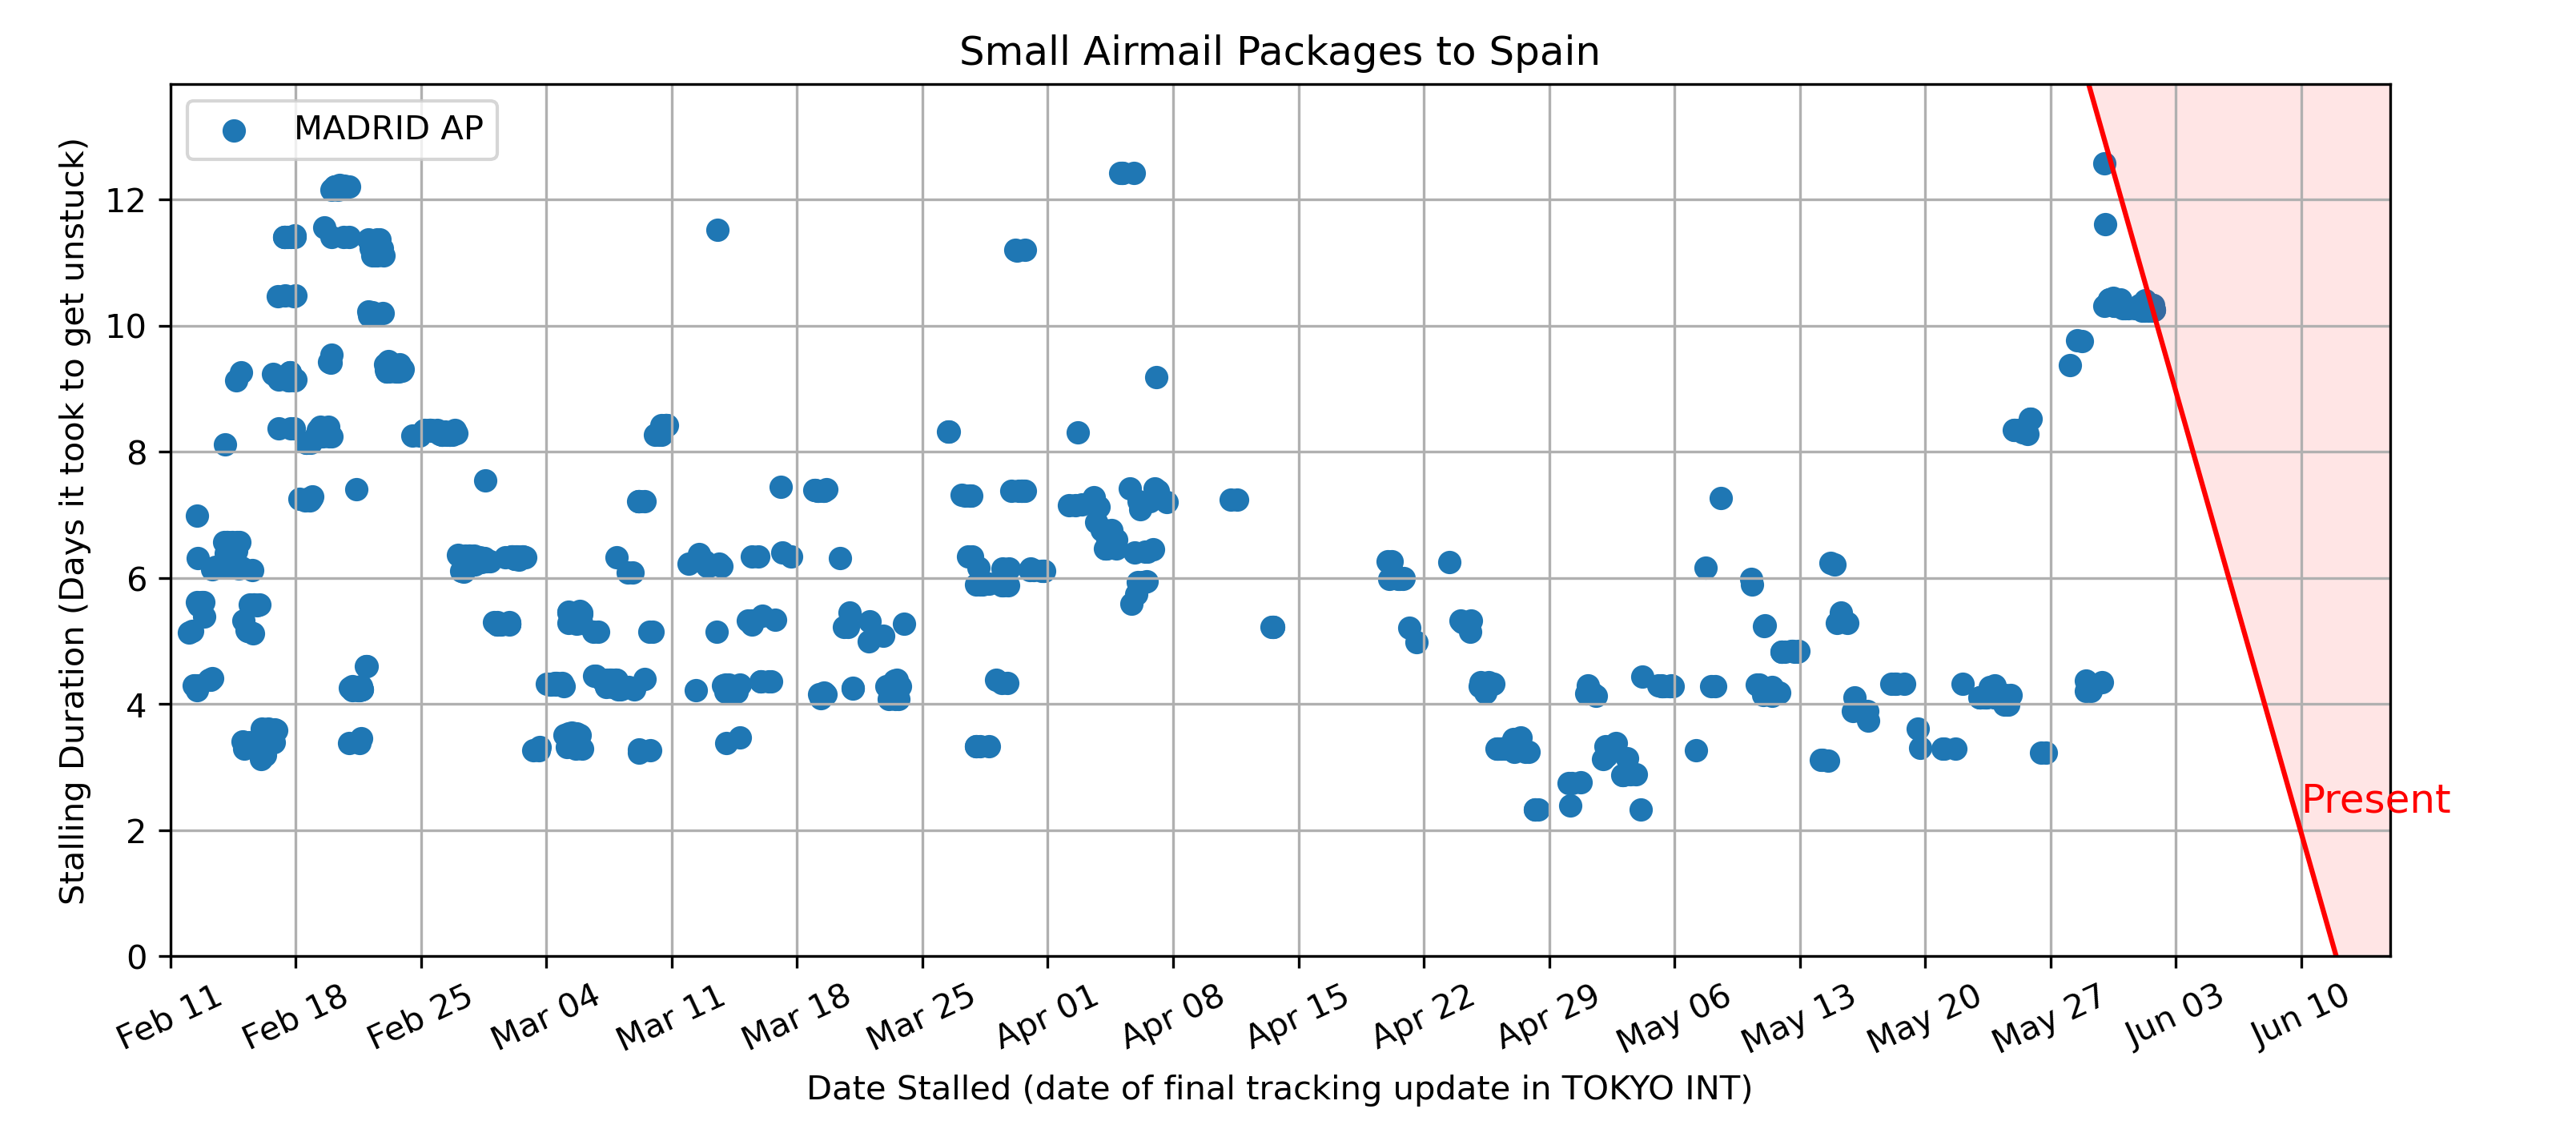 Small Airmail Packages to Spain
MADRID AP
Stalling Duration (Days it took to get unstuck)
12
10
8
6
4
2
0
Present
Feb 11
Feb 18
Feb 25
Mar 04
Mar 11
Mar 18
Mar 25
Apr 01
Apr 08
Apr 15
Apr 22
Apr 29
May 06
May 13
May 20
May 27
Jun 03
Jun 10
Date Stalled (date of final tracking update in TOKYO INT)